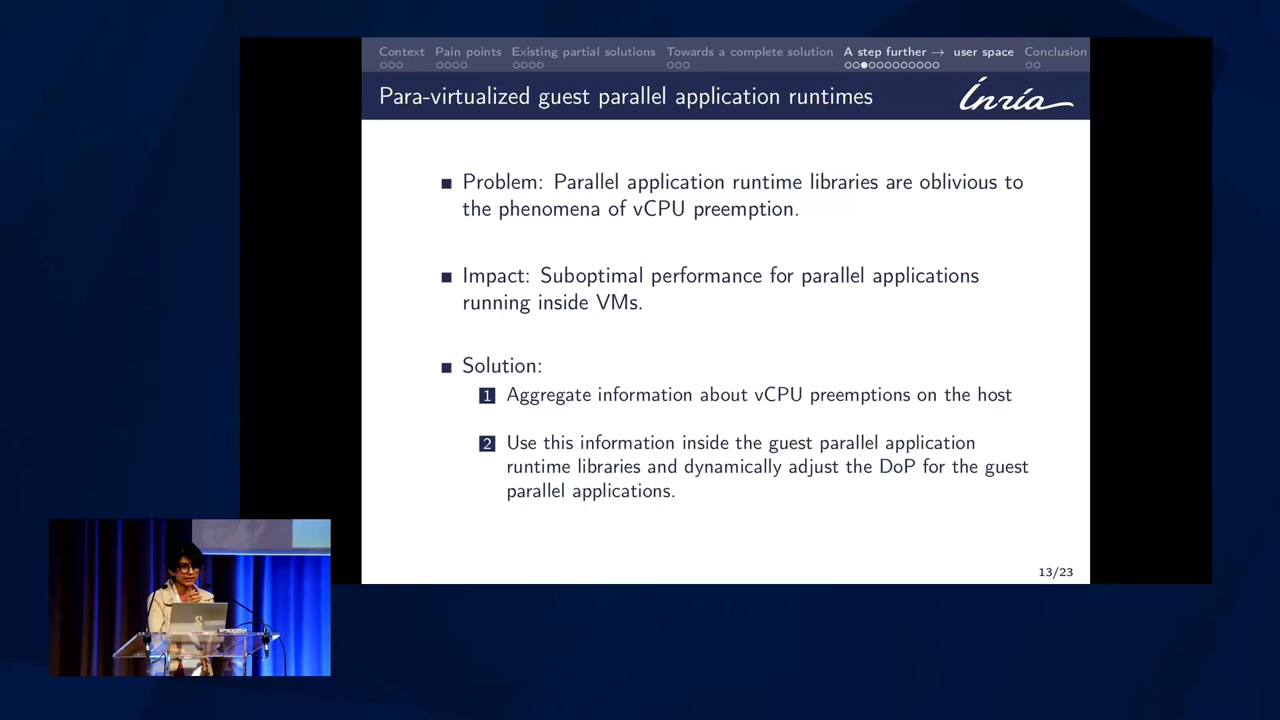 Context Pain points Existing partial solutions Towards a complete solution A step further → user space Conclusion
Para-virtualized guest parallel application runtimes
Inria
■ Problem: Parallel application runtime libraries are oblivious to
the phenomena of vCPU preemption.
■ Impact: Suboptimal performance for parallel applications
running inside VMs.
■ Solution:
1 Aggregate information about vCPU preemptions on the host
2 Use this information inside the guest parallel application
runtime libraries and dynamically adjust the DoP for the guest
parallel applications.
13/23